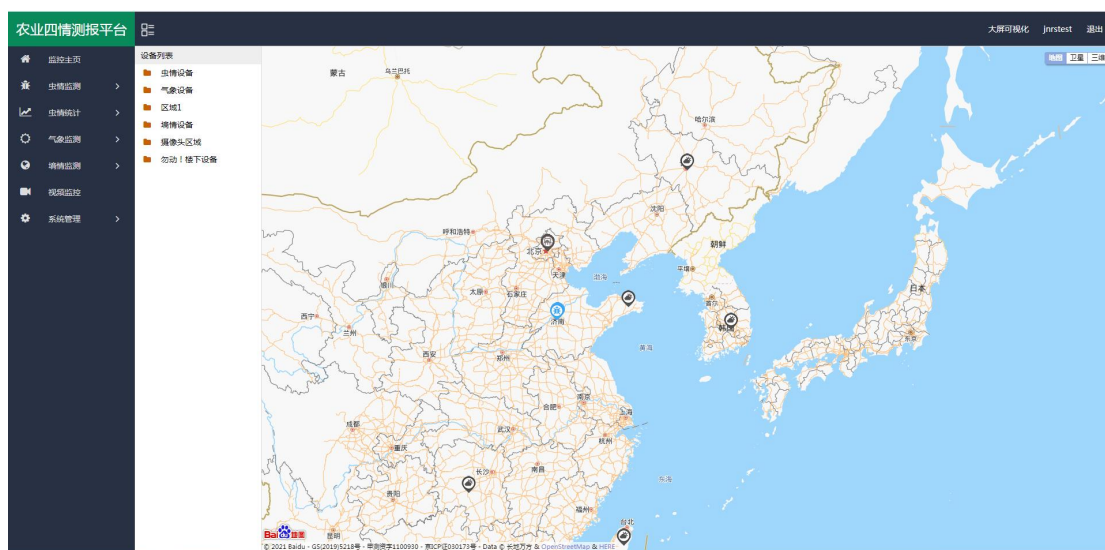 农业四情测报平台
大屏可视化 jnrstest 退出
监控主页
虫情监测
虫情统计
气象监测
墒情监测
视频监控
系统管理
设备列表
虫情设备
气象设备
区域1
墒情设备
摄像头区域
勿动！楼下设备
地图 卫星 三维
蒙古
乌兰巴托
哈尔滨
沈阳
呼和浩特
北京
朝鲜
天津
渤海
平壤
银川
太原
石家庄
首尔
日本
西宁
济南
韩国
兰州
东京
黄海
西安
郑州
南京
合肥
上海
成都
武汉
杭州
重庆
长沙
南昌
贵阳
东海
福州
台北
昆明
Bai 地图
© 2021 Baidu - GS(2019)5218号 - 甲测资字1100930 - 京ICP证030173号 - Data © 长地万方 & OpenStreetMap & HERE